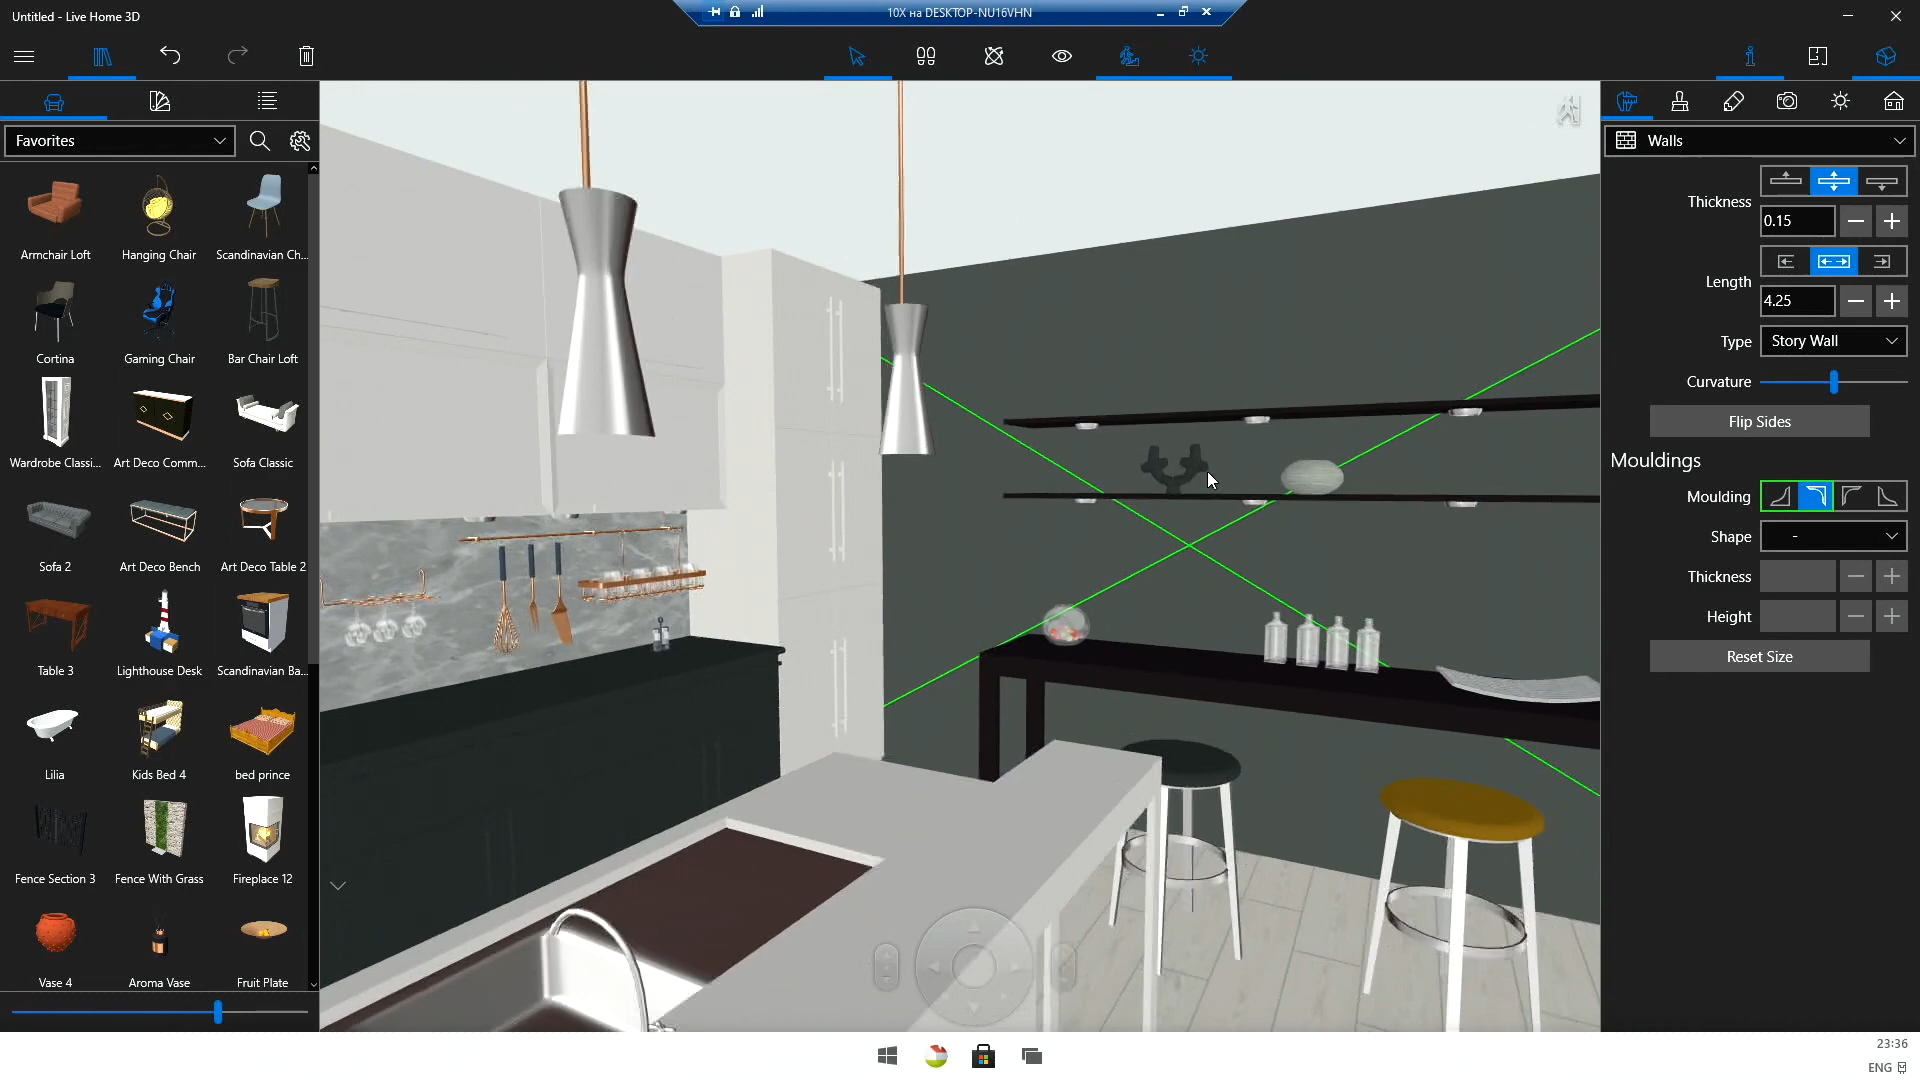 Untitled - Live Home 3D
10X на DESKTOP-NU16VHN
Favorites
Armchair Loft
Hanging Chair
Scandinavian Ch...
Cortina
Gaming Chair
Bar Chair Loft
Wardrobe Classi...
Art Deco Comm...
Sofa Classic
Sofa 2
Art Deco Bench
Art Deco Table 2
Table 3
Lighthouse Desk
Scandinavian Ba...
Lilia
Kids Bed 4
bed prince
Fence Section 3
Fence With Grass
Fireplace 12
Vase 4
Aroma Vase
Fruit Plate
Walls
Thickness
0.15
Length
4.25
Type
Story Wall
Curvature
Flip Sides
Mouldings
Moulding
Shape
-
Thickness
Height
Reset Size
23:36
ENG